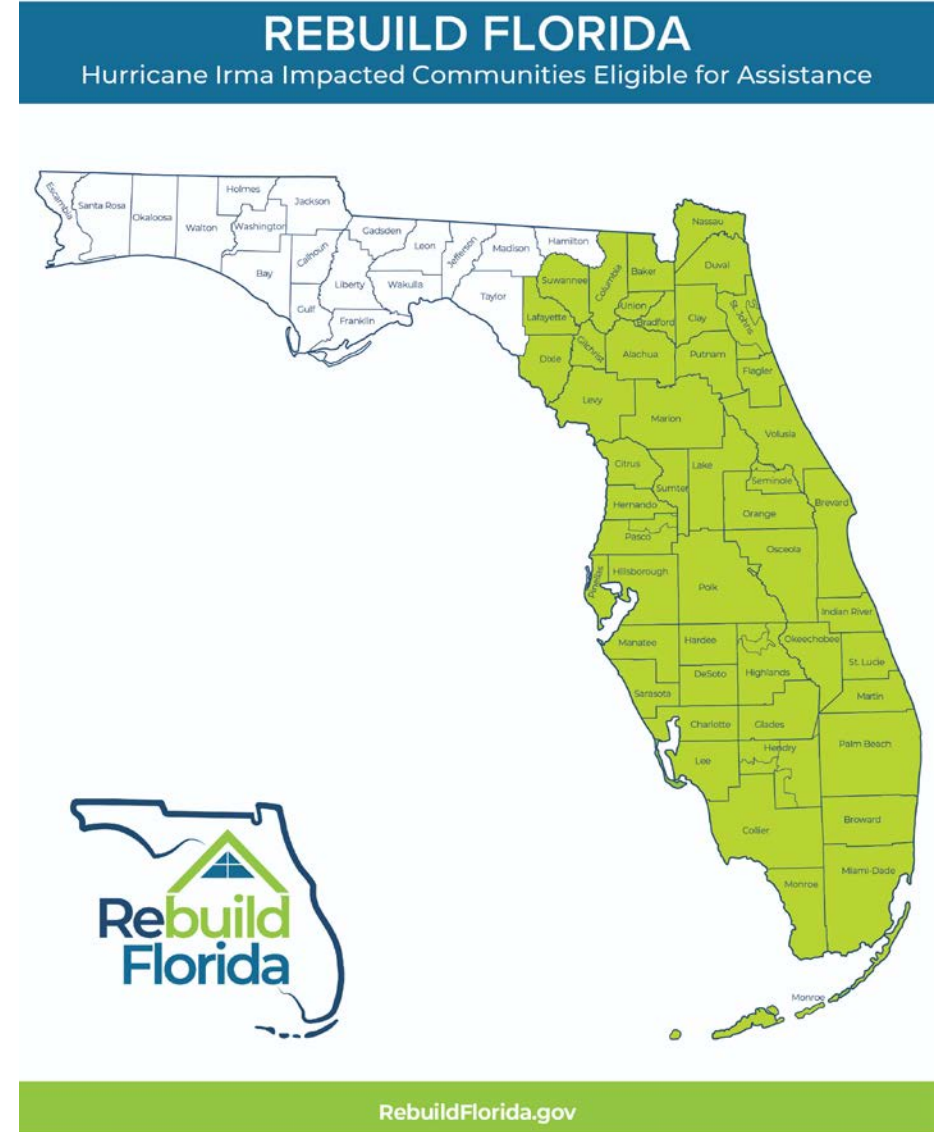 REBUILD FLORIDA
Hurricane Irma Impacted Communities Eligible for Assistance
Escambia
Santa Rosa
Okaloosa
Walton
Holmes
Washington
Jackson
Bay
Calhoun
Gulf
Gadsden
Liberty
Franklin
Leon
Wakulla
Jefferson
Madison
Taylor
Hamilton
Suwannee
Lafayette
Dixie
Columbia
Gilchrist
Baker
Union
Bradford
Alachua
Nassau
Duval
Clay
St. Johns
Putnam
Flagler
Levy
Marion
Volusia
Citrus
Sumter
Lake
Seminole
Hernando
Orange
Brevard
Pasco
Osceola
Pinellas
Hillsborough
Polk
Indian River
Manatee
Hardee
Okeechobee
DeSoto
Highlands
St. Lucie
Sarasota
Martin
Charlotte
Glades
Lee
Hendry
Palm Beach
Collier
Broward
Monroe
Miami-Dade
Monroe
Rebuild
Florida
RebuildFlorida.gov